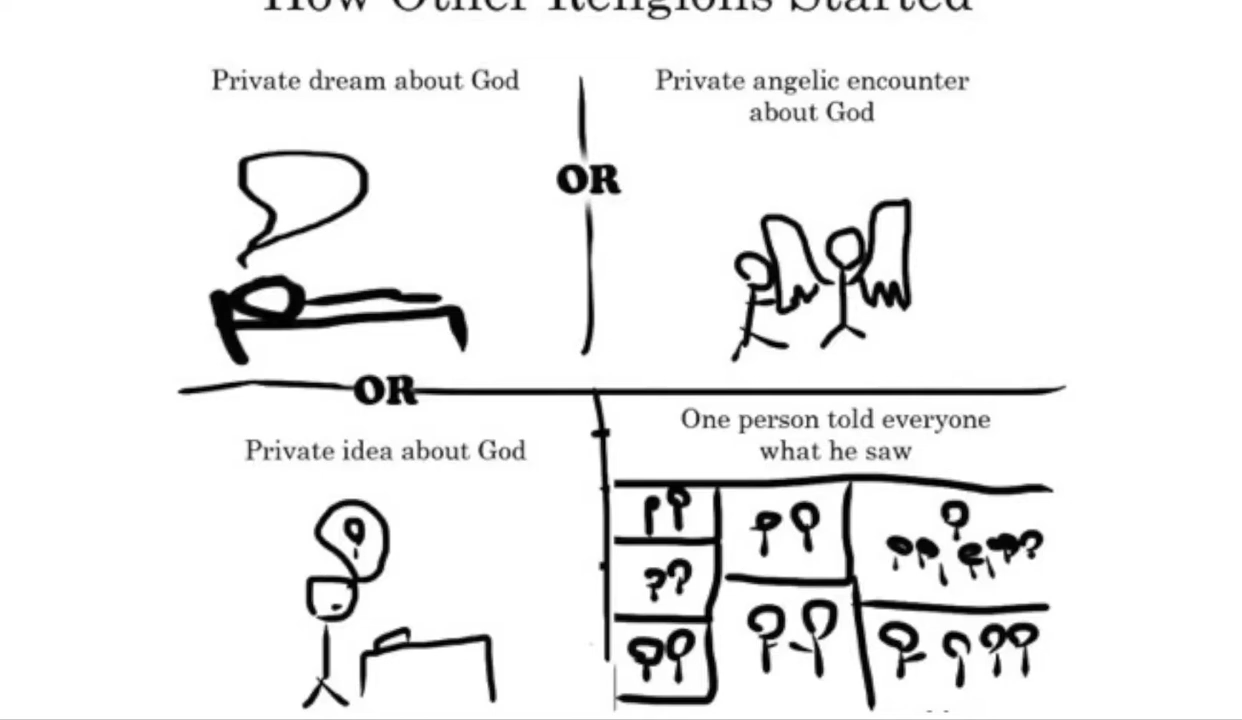 How Other Religions Started
Private dream about God
Private angelic encounter
about God
OR
OR
Private idea about God
One person told everyone
what he saw
??
?
??